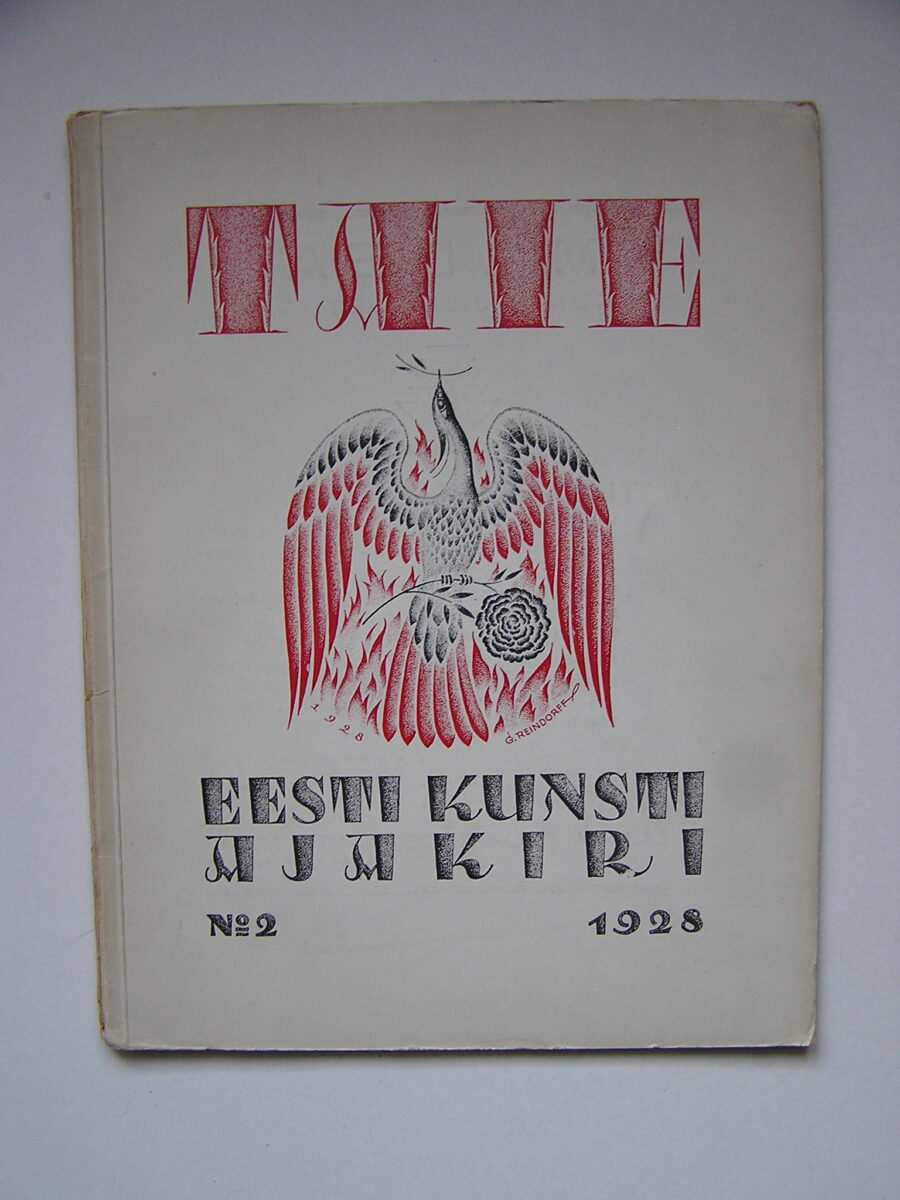 TAIE
1928
G. REINDORFF
EESTI KUNSTI
AJAKIRI
№2 1928